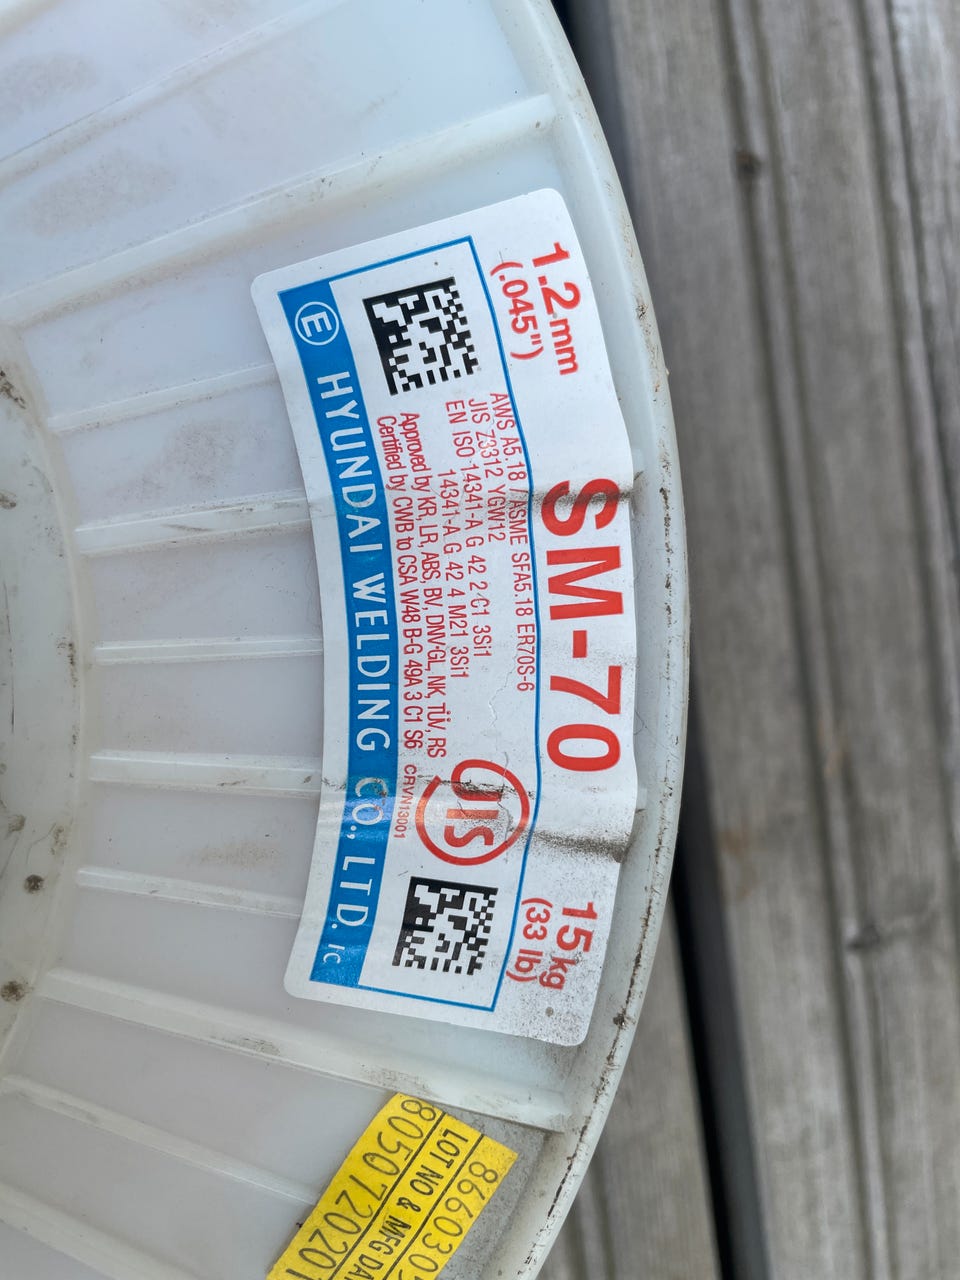 1.2mm
(.045")
SM-70
15kg
(33 lb)
AWS A5.18 ASME SFA5.18 ER70S-6
JIS Z3312 YGW12
EN ISO 14341-A G 42 2 C1 3Si1
14341-A G 42 4 M21 3Si1
Approved by KR, LR, ABS, BV, DNV·GL, NK, TÜV, RS
Certified by CWB to CSA W48 B-G 49A 3 C1 S6
JIS
CRVN13001
E HYUNDAI WELDING CO., LTD. IC
LOT NO & MFG DA